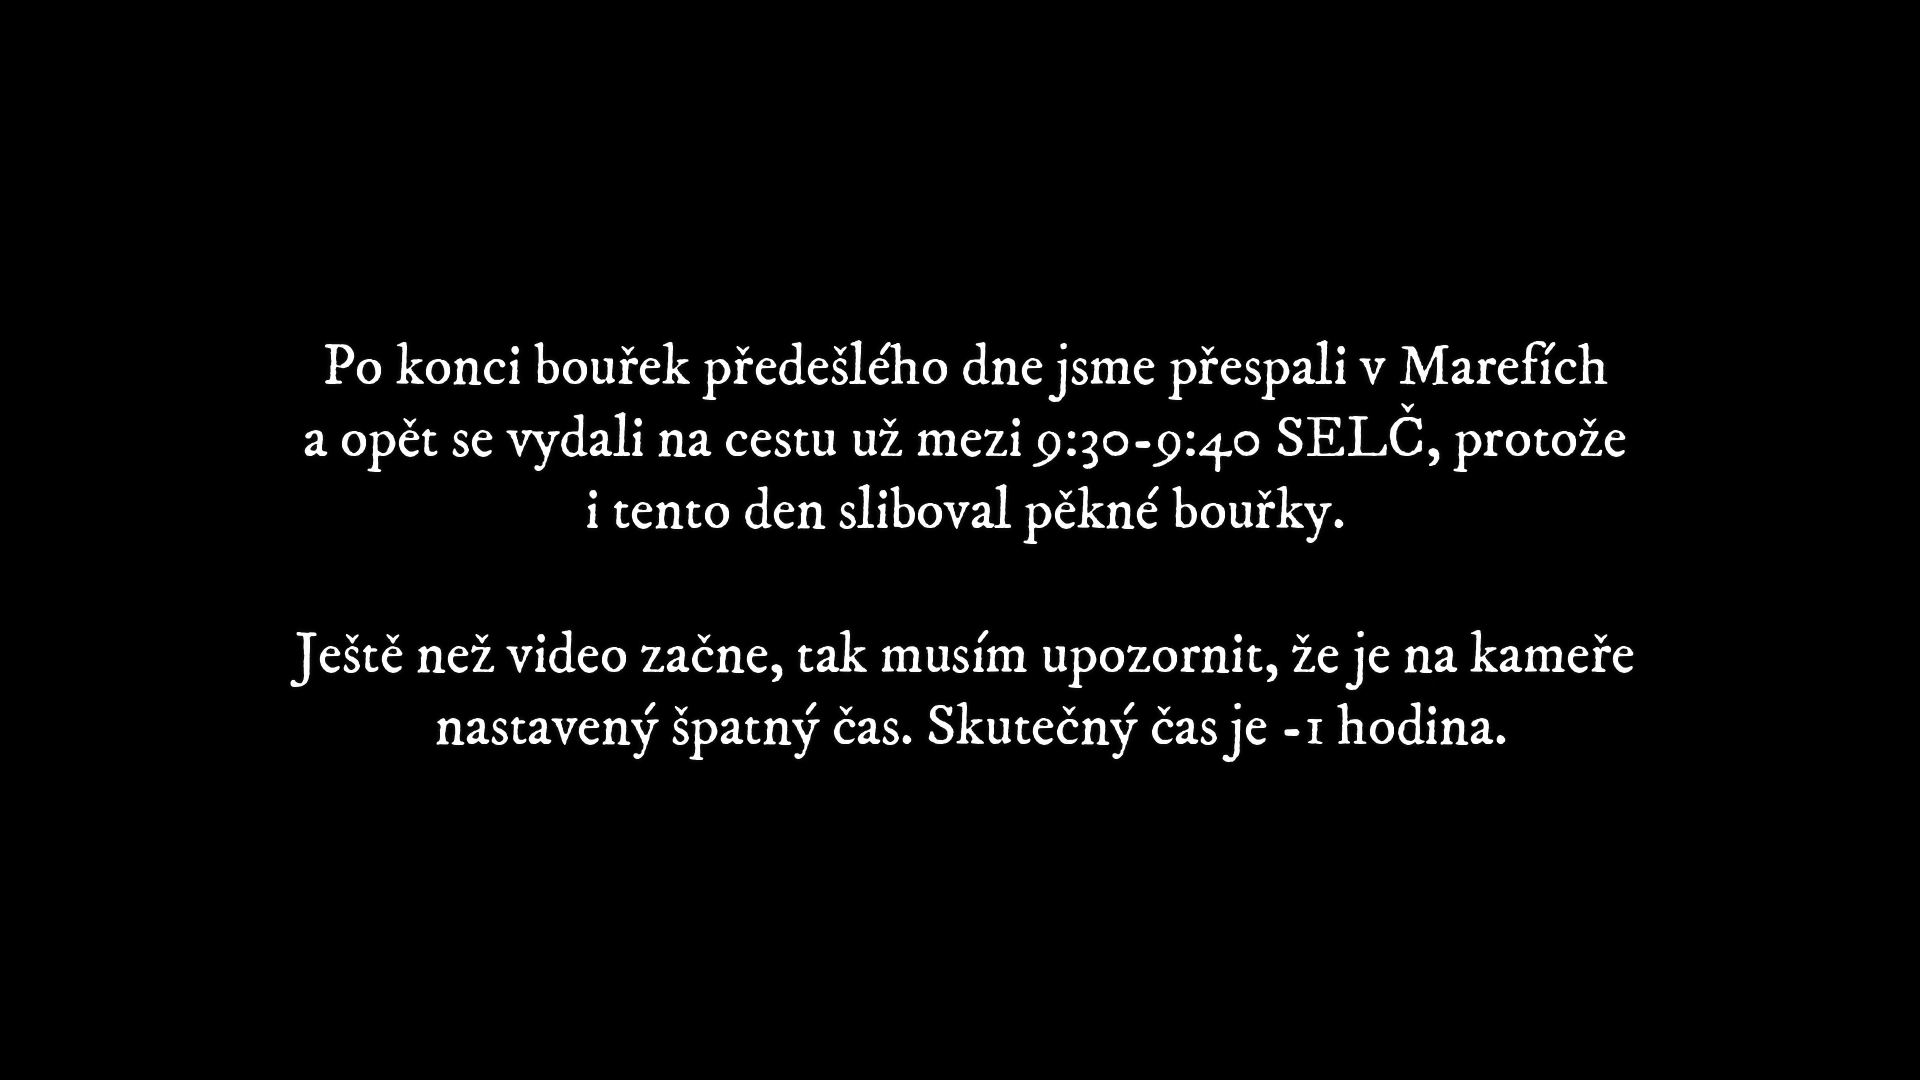 Po konci bouřek předešlého dne jsme přespali v Marefích
a opět se vydali na cestu už mezi 9:30-9:40 SELČ, protože
i tento den sliboval pěkné bouřky.
Ještě než video začne, tak musím upozornit, že je na kameře
nastavený špatný čas. Skutečný čas je -1 hodina.